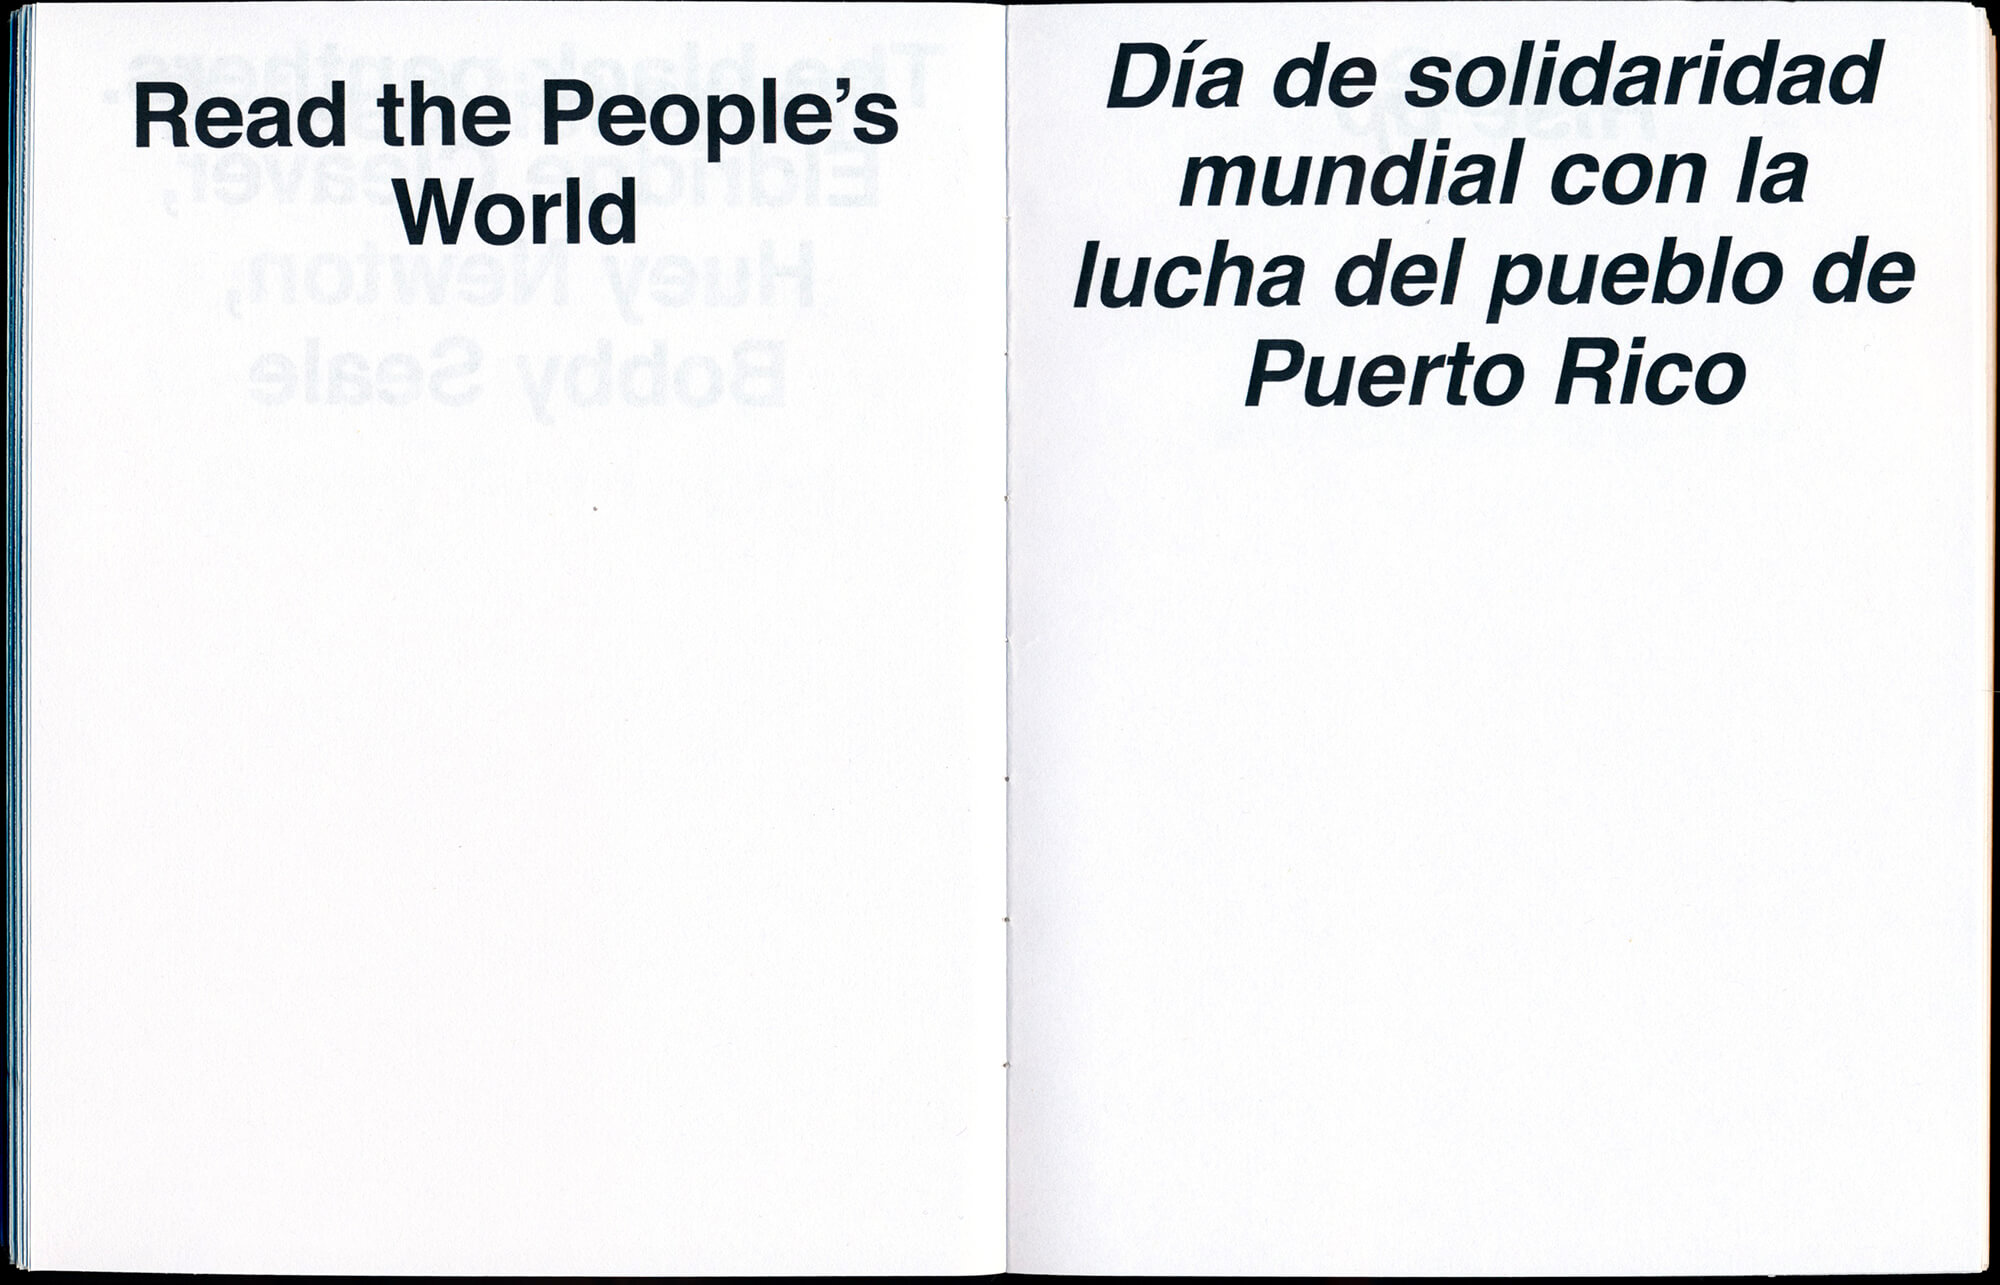 Read the People’s
World
Día de solidaridad
mundial con la
lucha del pueblo de
Puerto Rico